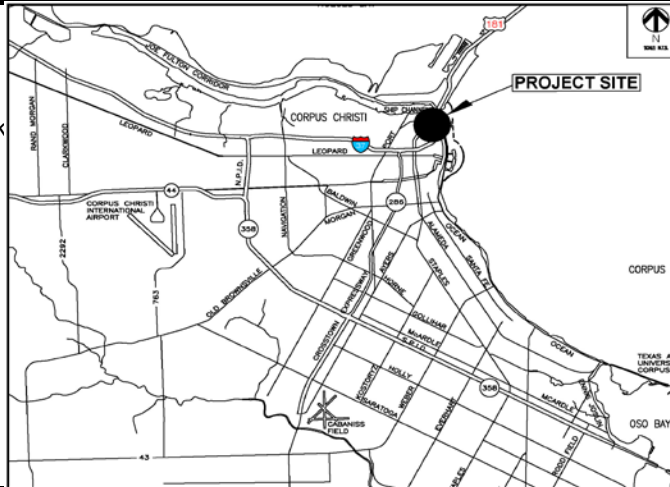 181
N
PROJECT SITE
JOE FULTON CORRIDOR
SHIP CHANNEL
CORPUS CHRISTI
PORT
RAND MORGAN
CLARKWOOD
LEOPARD
37
LEOPARD
N.P.I.D.
44
CORPUS CHRISTI
INTERNATIONAL
AIRPORT
NAVIGATION
BALDWIN
MORGAN
286
358
GREENWOOD
ALAMEDA
OCEAN
SANTA FE
STAPLES
AYERS
HORNE
2292
763
OLD BROWNSVILLE
EXPRESSWAY
CROSSTOWN
GOLLIHAR
McARDLE
S.P.I.D.
CORPUS
OCEAN
TEXAS A
UNIVERS
CORPUS
KOSTORYZ
HOLLY
WEBER
SARATOGA
EVERHART
358
MCARDLE
OSO BAY
CABANISS
FIELD
43